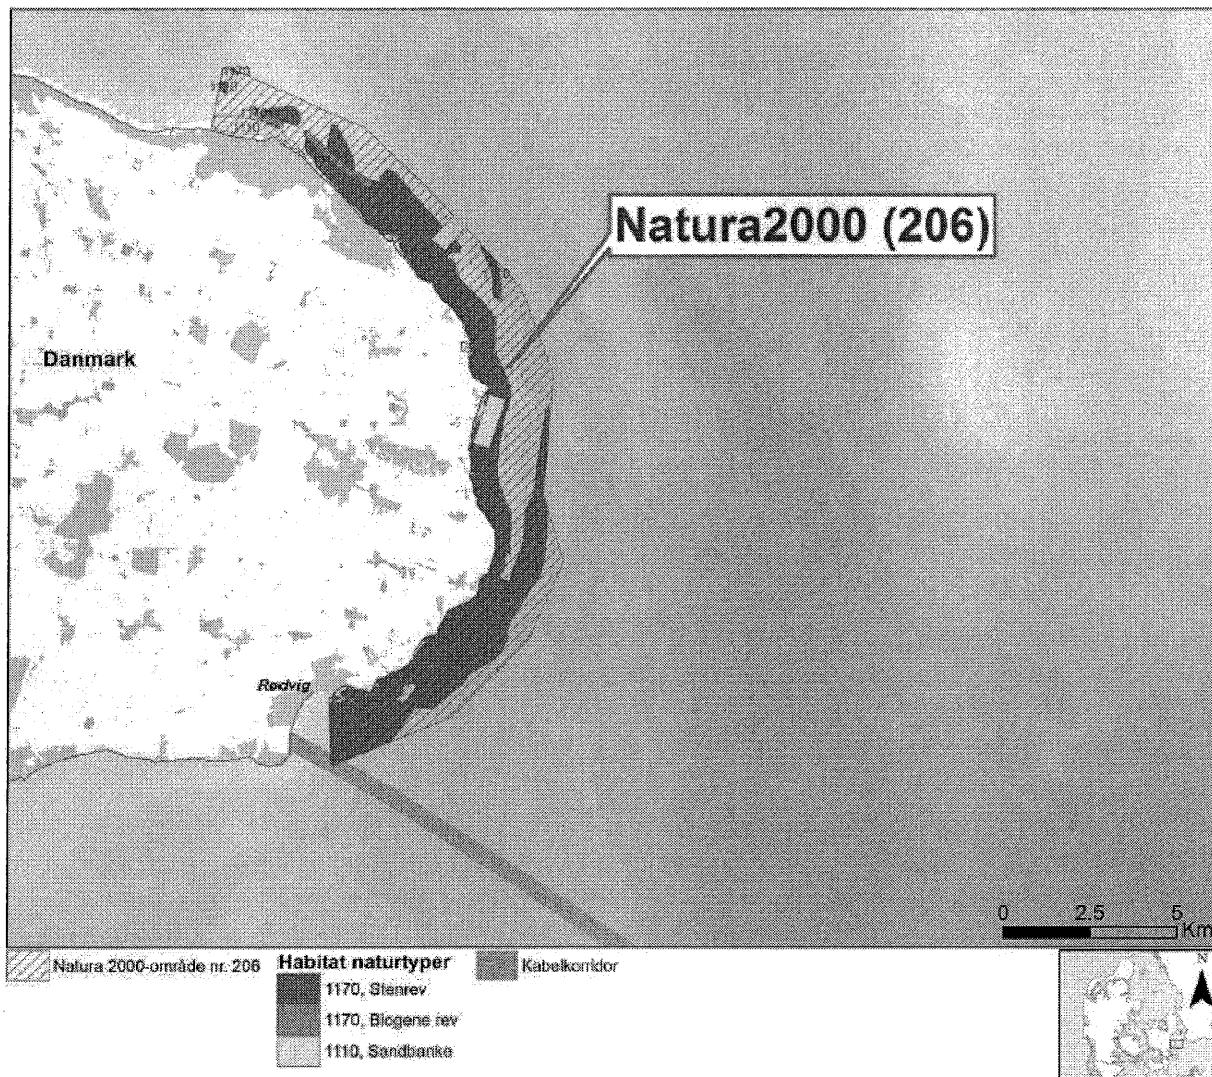 Natura2000 (206)
Danmark
Rødvig
0 2.5 5
Km
Natura 2000-område nr. 206
Habitat naturtyper
1170, Stenrev
1170, Biogene rev
1110, Sandbanke
Kabelkorridor
N